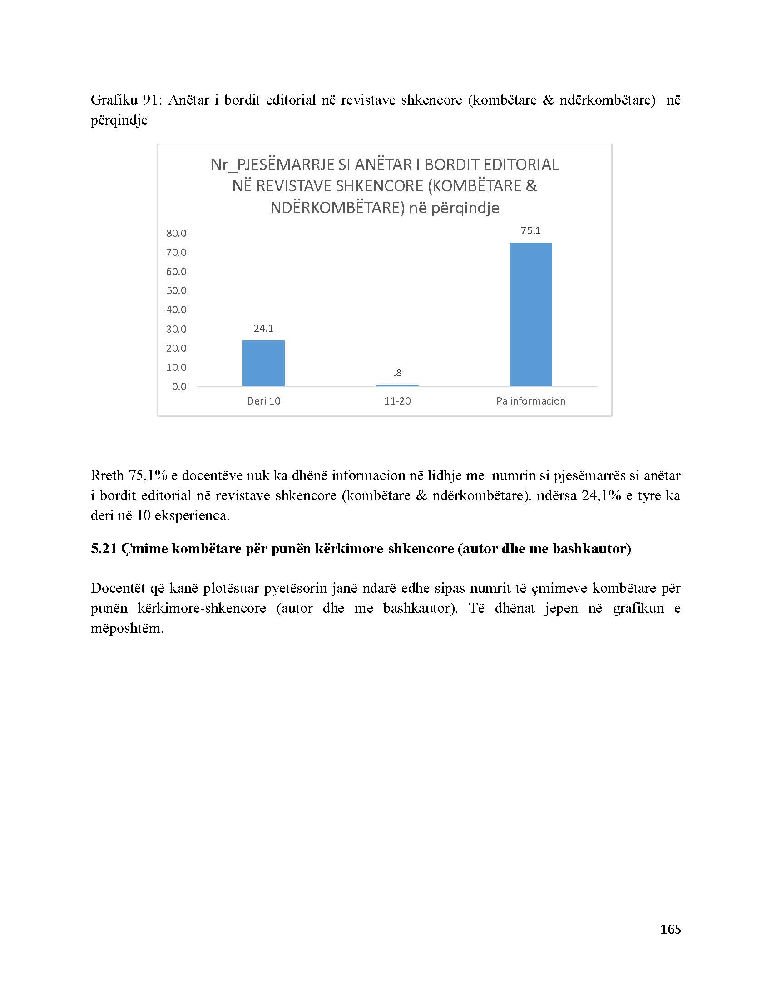 Grafiku 91: Anëtar i bordit editorial në revistave shkencore (kombëtare & ndërkombëtare)  në
përqindje
Nr_PJESËMARRJE SI ANËTAR I BORDIT EDITORIAL
NË REVISTAVE SHKENCORE (KOMBËTARE &
NDËRKOMBËTARE) në përqindje
80.0
70.0
60.0
50.0
40.0
30.0
20.0
10.0
0.0
24.1
.8
75.1
Deri 10
11-20
Pa informacion
Rreth 75,1% e docentëve nuk ka dhënë informacion në lidhje me  numrin si pjesëmarrës si anëtar
i bordit editorial në revistave shkencore (kombëtare & ndërkombëtare), ndërsa 24,1% e tyre ka
deri në 10 eksperienca.
5.21 Çmime kombëtare për punën kërkimore-shkencore (autor dhe me bashkautor)
Docentët që kanë plotësuar pyetësorin janë ndarë edhe sipas numrit të çmimeve kombëtare për
punën kërkimore-shkencore (autor dhe me bashkautor). Të dhënat jepen në grafikun e
mëposhtëm.
165